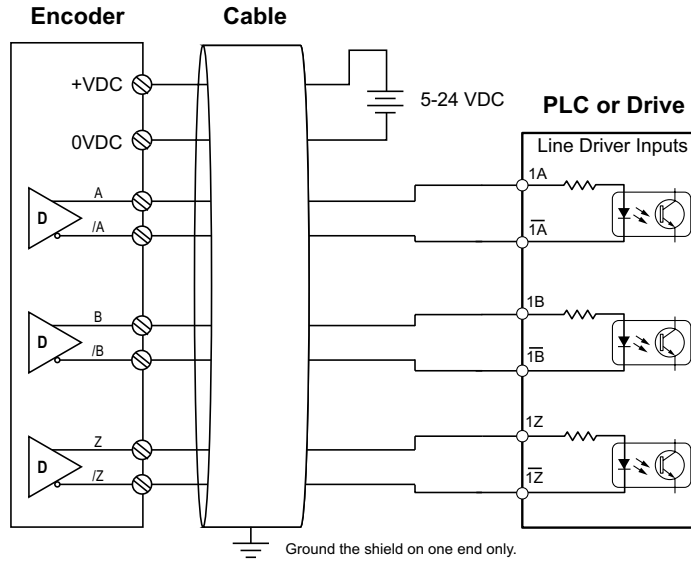 Encoder
Cable
+VDC
5-24 VDC
PLC or Drive
0VDC
Line Driver Inputs
A
1A
D
/A
1A̅
B
1B
D
/B
1B̅
Z
1Z
D
/Z
1Z̅
Ground the shield on one end only.